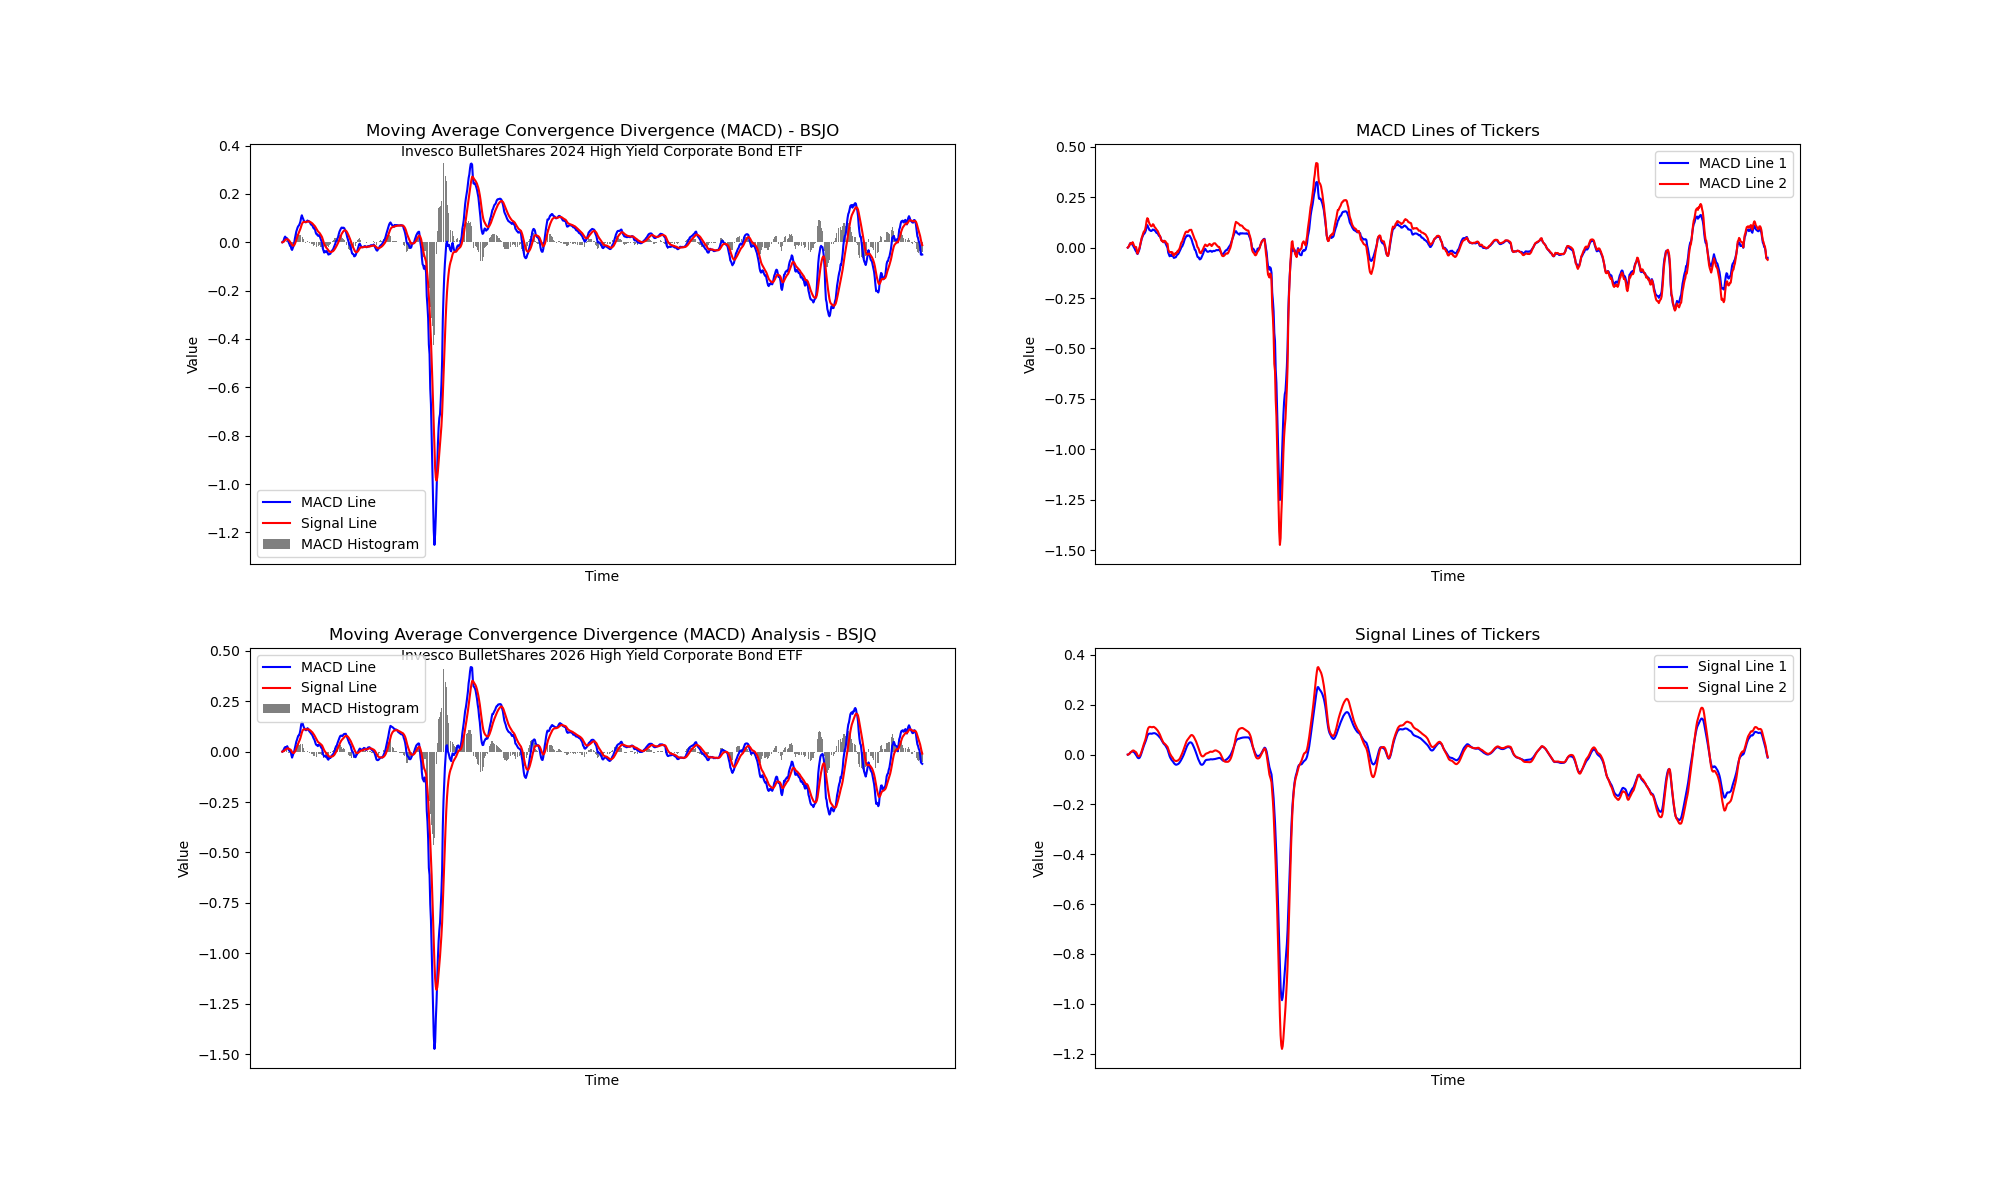 Moving Average Convergence Divergence (MACD) - BSJO
Invesco BulletShares 2024 High Yield Corporate Bond ETF
0.4
0.2
0.0
−0.2
−0.4
−0.6
−0.8
−1.0
−1.2
Value
MACD Line
Signal Line
MACD Histogram
Time
MACD Lines of Tickers
0.50
0.25
0.00
−0.25
−0.50
−0.75
−1.00
−1.25
−1.50
Value
MACD Line 1
MACD Line 2
Time
Moving Average Convergence Divergence (MACD) Analysis - BSJQ
Invesco BulletShares 2026 High Yield Corporate Bond ETF
0.50
0.25
0.00
−0.25
−0.50
−0.75
−1.00
−1.25
−1.50
Value
MACD Line
Signal Line
MACD Histogram
Time
Signal Lines of Tickers
0.4
0.2
0.0
−0.2
−0.4
−0.6
−0.8
−1.0
−1.2
Value
Signal Line 1
Signal Line 2
Time